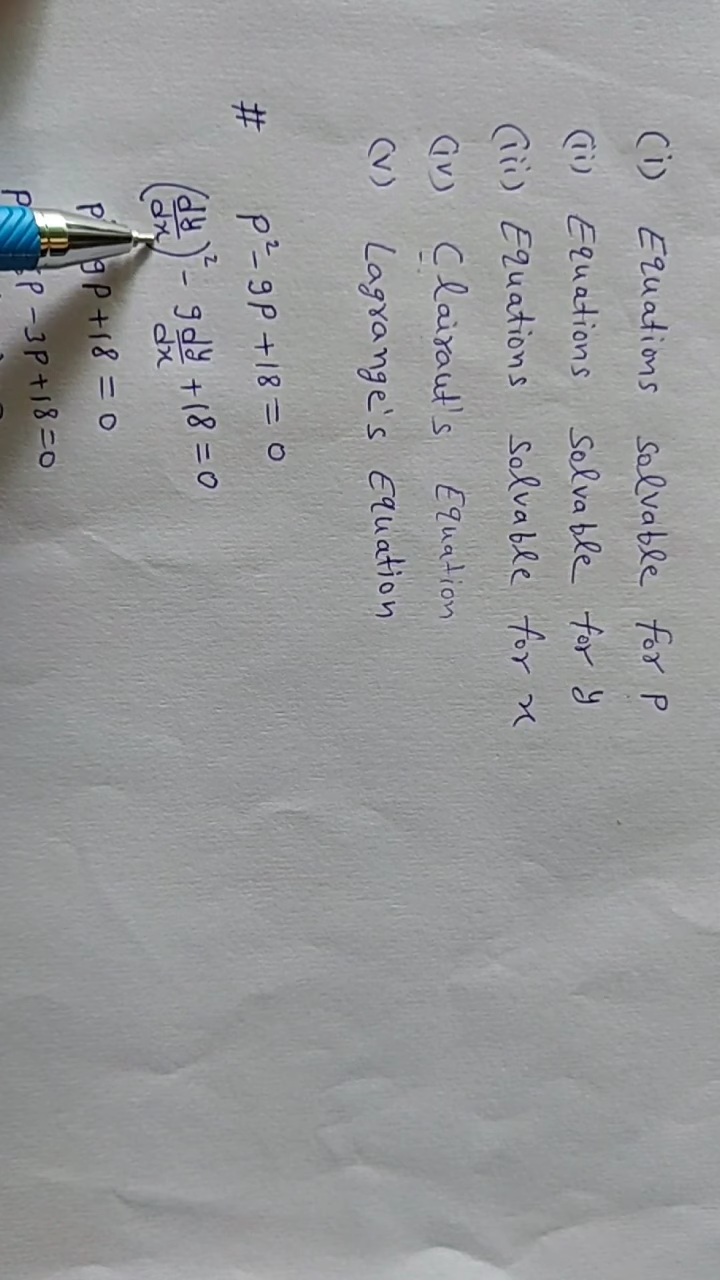 (i) Equations solvable for p
(ii) Equations solvable for y
(iii) Equations solvable for x
(iv) Clairaut's Equation
(v) Lagrange's Equation
# p² - 9p + 18 = 0
(dy/dx)² - 9 dy/dx + 18 = 0
9p + 18 = 0
p - 3p + 18 = 0